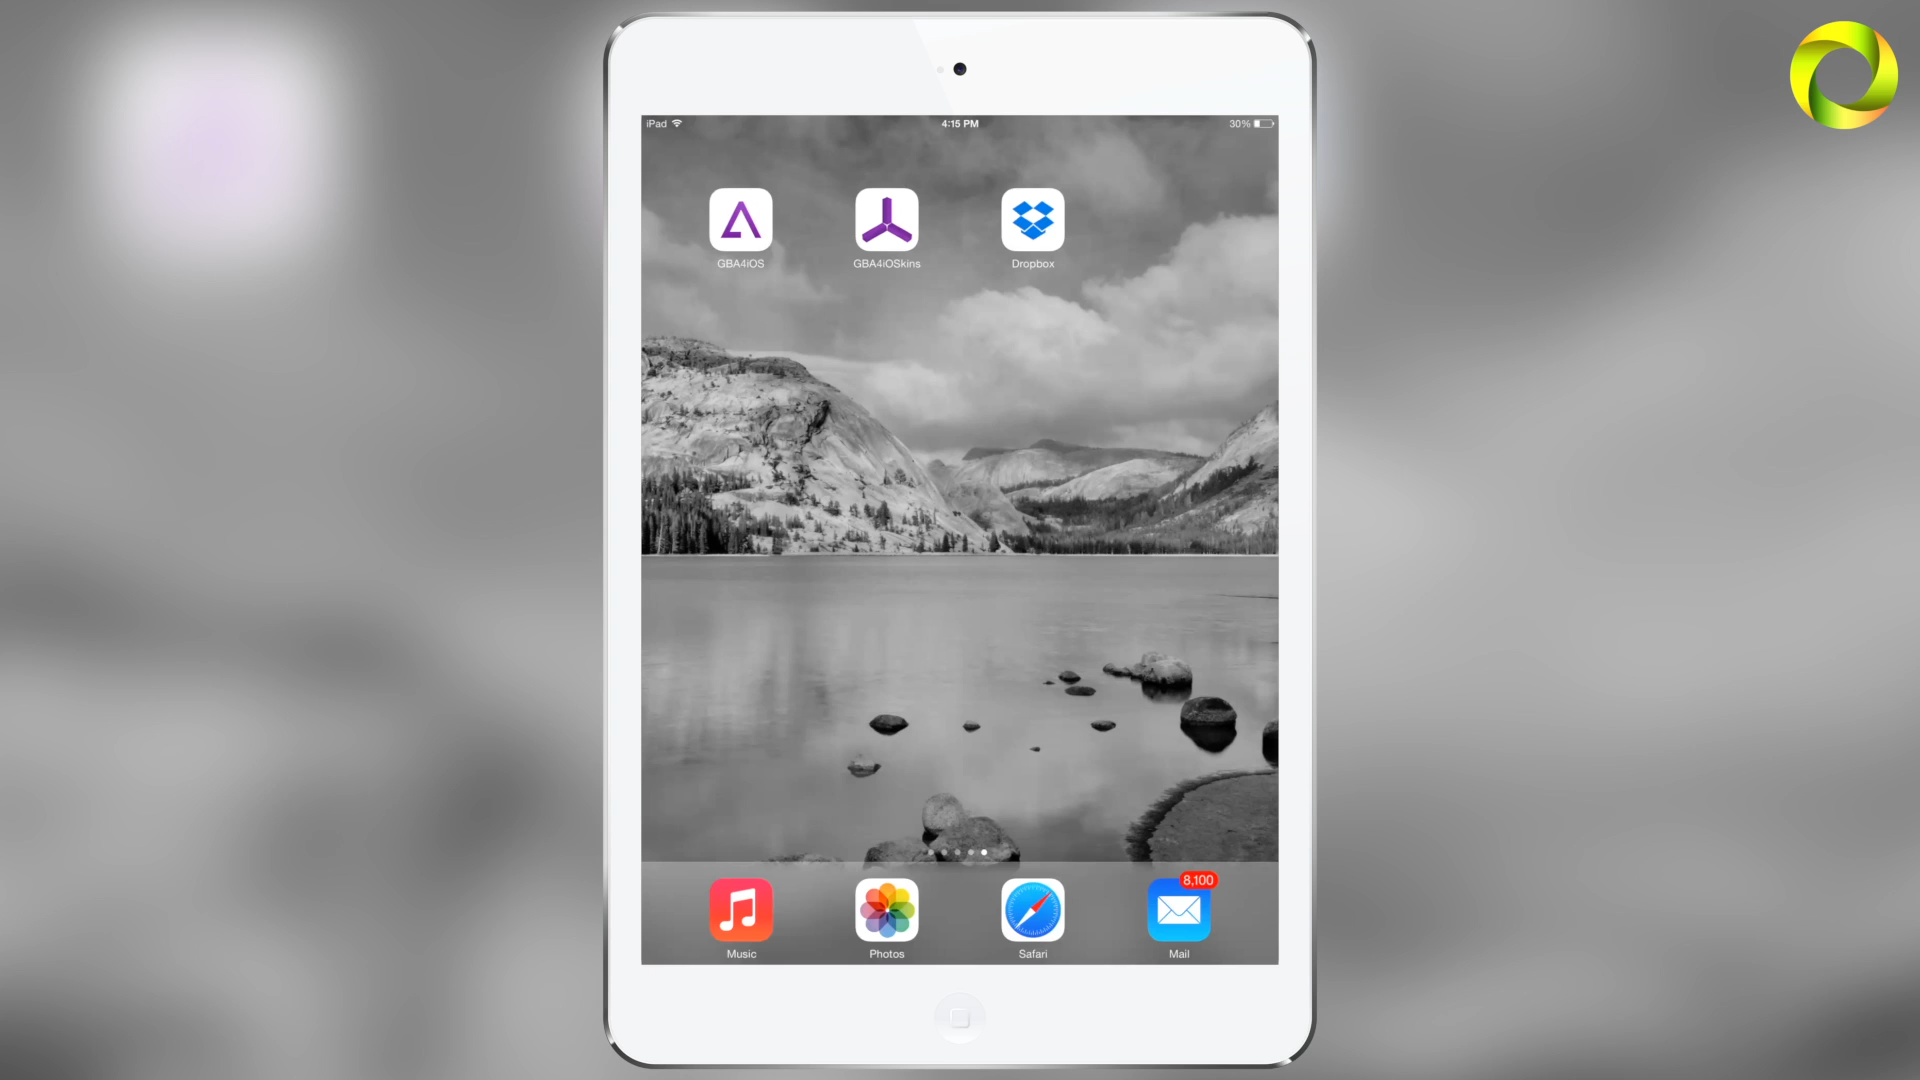 iPad 4:15 PM 30%
GBA4iOS GBA4iOSkins Dropbox
8,100
Music Photos Safari Mail